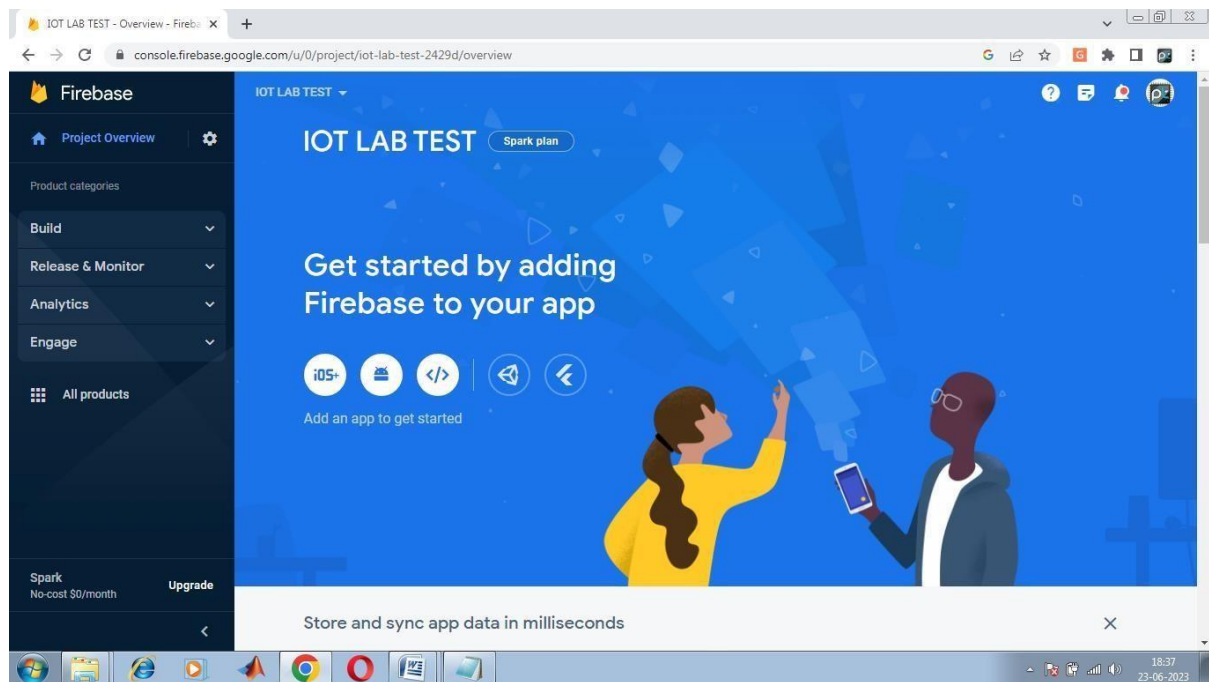 IOT LAB TEST - Overview - Fireba
console.firebase.google.com/u/0/project/iot-lab-test-2429d/overview
Firebase
IOT LAB TEST
Project Overview
IOT LAB TEST
Spark plan
Product categories
Build
Release & Monitor
Analytics
Engage
All products
Get started by adding
Firebase to your app
iOS+
</>
Add an app to get started
Spark
No-cost $0/month
Upgrade
Store and sync app data in milliseconds
18:37
23-06-2023